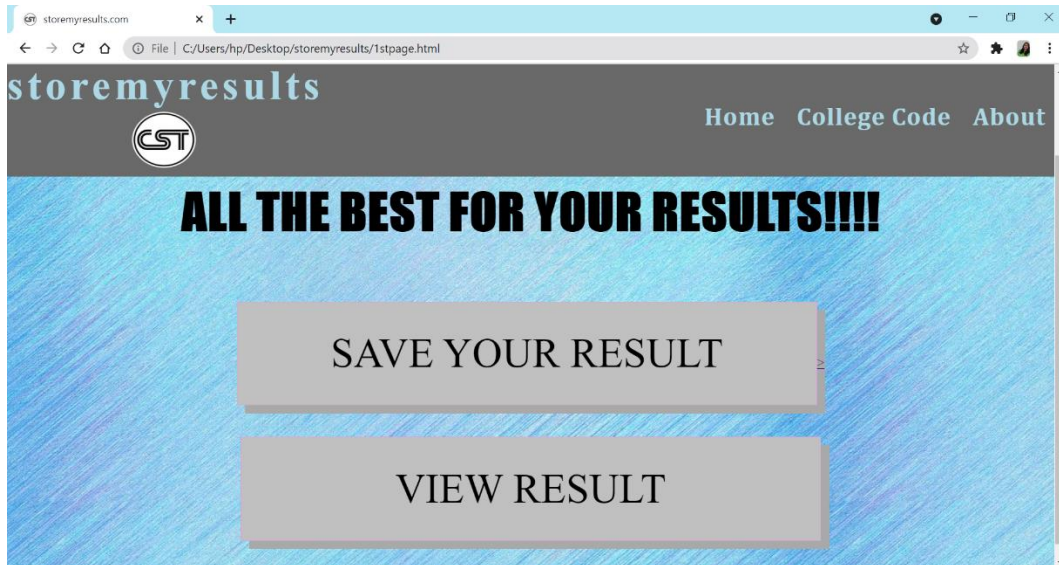 CST storemyresults.com × +
File | C:/Users/hp/Desktop/storemyresults/1stpage.html
storemyresults
CST
Home College Code About
ALL THE BEST FOR YOUR RESULTS!!!!
SAVE YOUR RESULT
>
VIEW RESULT